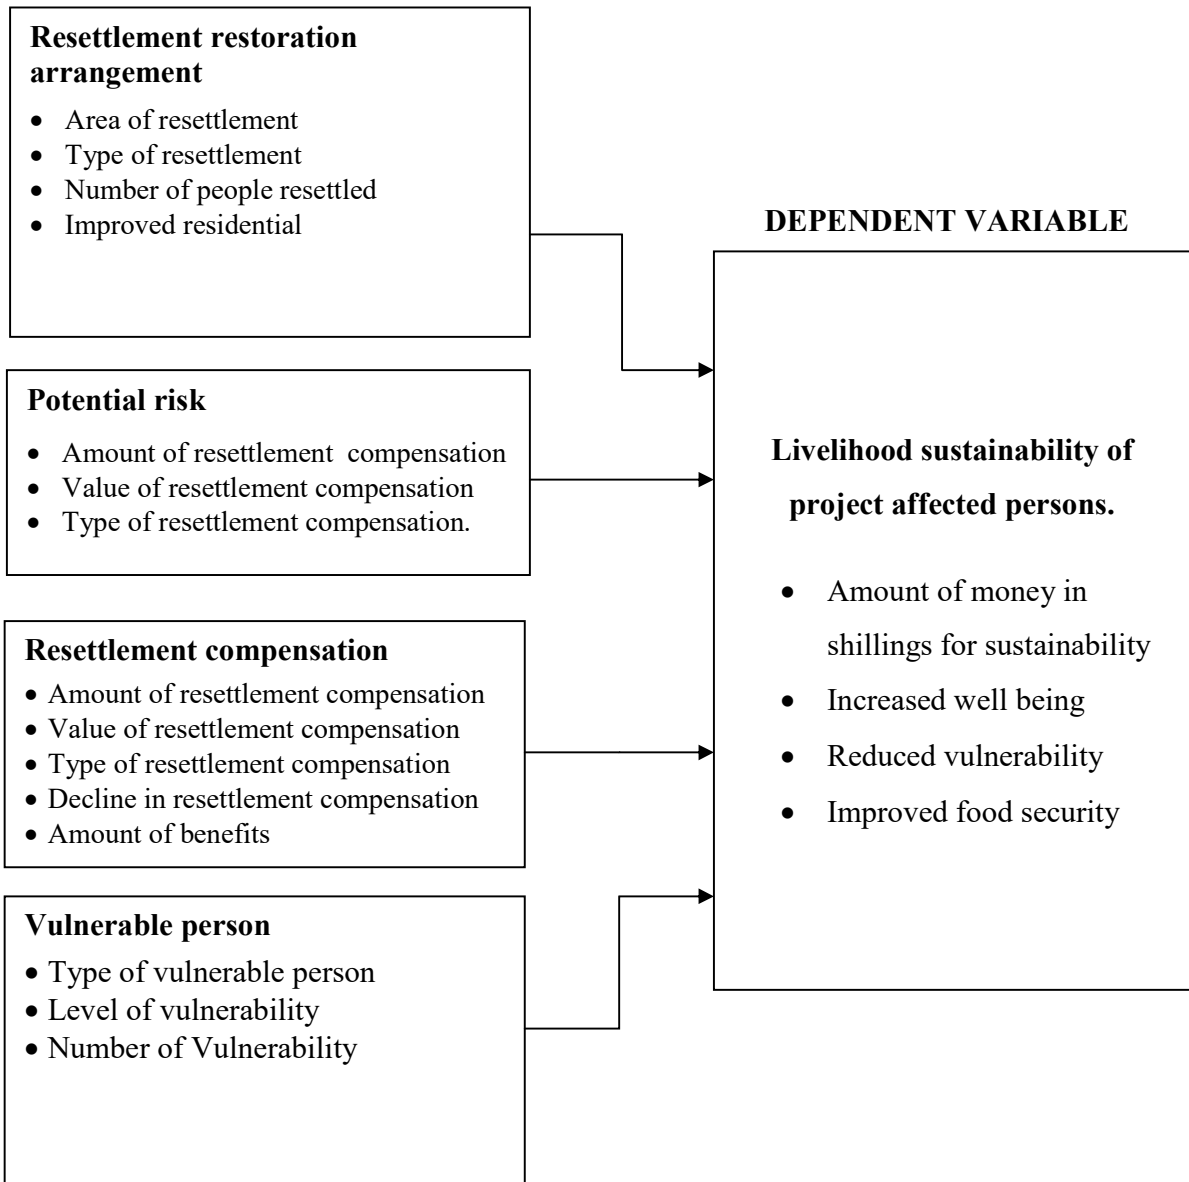 Resettlement restoration
arrangement
• Area of resettlement
• Type of resettlement
• Number of people resettled
• Improved residential
Potential risk
• Amount of resettlement compensation
• Value of resettlement compensation
• Type of resettlement compensation.
Resettlement compensation
• Amount of resettlement compensation
• Value of resettlement compensation
• Type of resettlement compensation
• Decline in resettlement compensation
• Amount of benefits
Vulnerable person
• Type of vulnerable person
• Level of vulnerability
• Number of Vulnerability
DEPENDENT VARIABLE
Livelihood sustainability of
project affected persons.
• Amount of money in
shillings for sustainability
• Increased well being
• Reduced vulnerability
• Improved food security